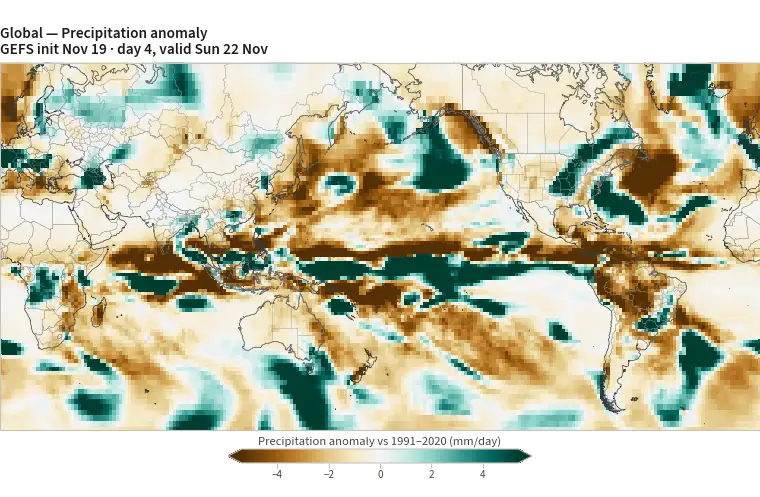 Global — Precipitation anomaly
GEFS init Nov 19 · day 4, valid Sun 22 Nov
Precipitation anomaly vs 1991–2020 (mm/day)
−4 −2 0 2 4